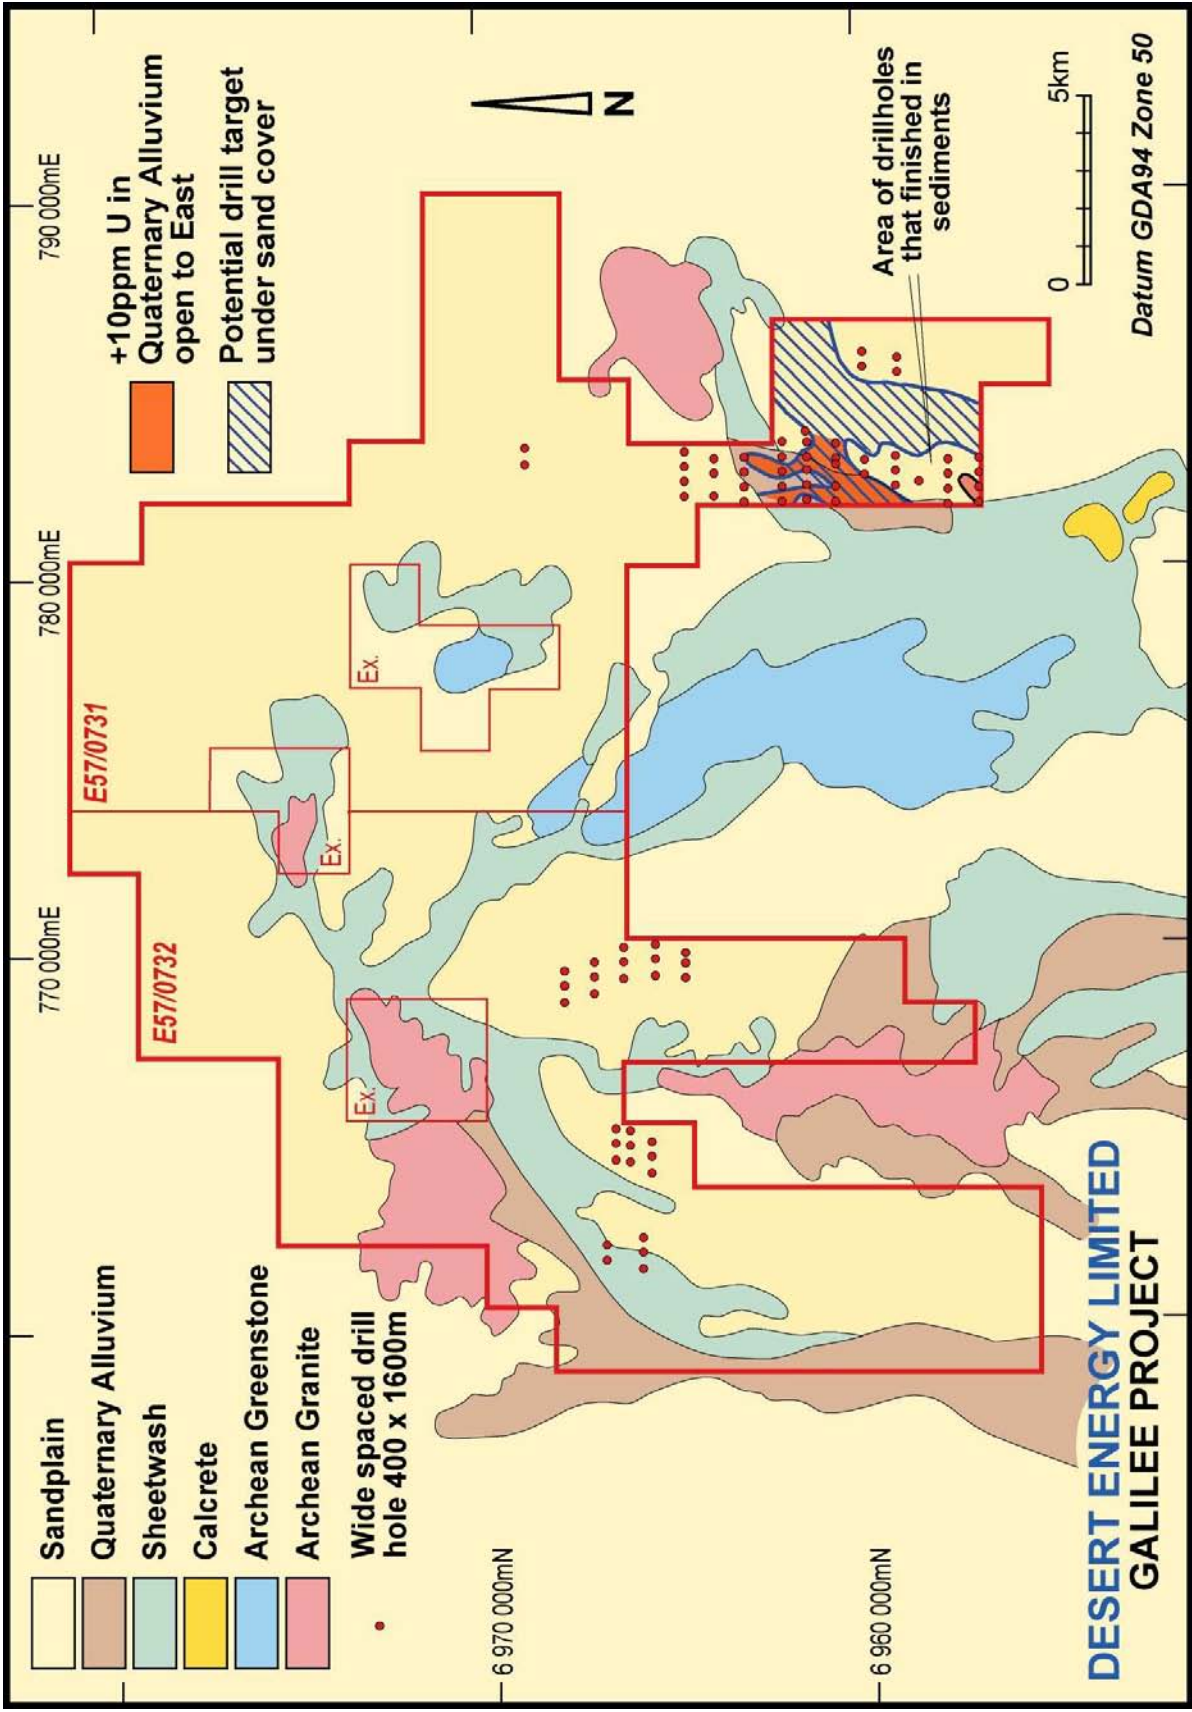 Sandplain
Quaternary Alluvium
Sheetwash
Calcrete
Archean Greenstone
Archean Granite
Wide spaced drill
hole 400 x 1600m
+10ppm U in
Quaternary Alluvium
open to East
Potential drill target
under sand cover
770 000mE
780 000mE
790 000mE
E57/0732
E57/0731
Ex.
Ex.
Ex.
N
6 970 000mN
6 960 000mN
Area of drillholes
that finished in
sediments
0
5km
Datum GDA94 Zone 50
DESERT ENERGY LIMITED
GALILEE PROJECT